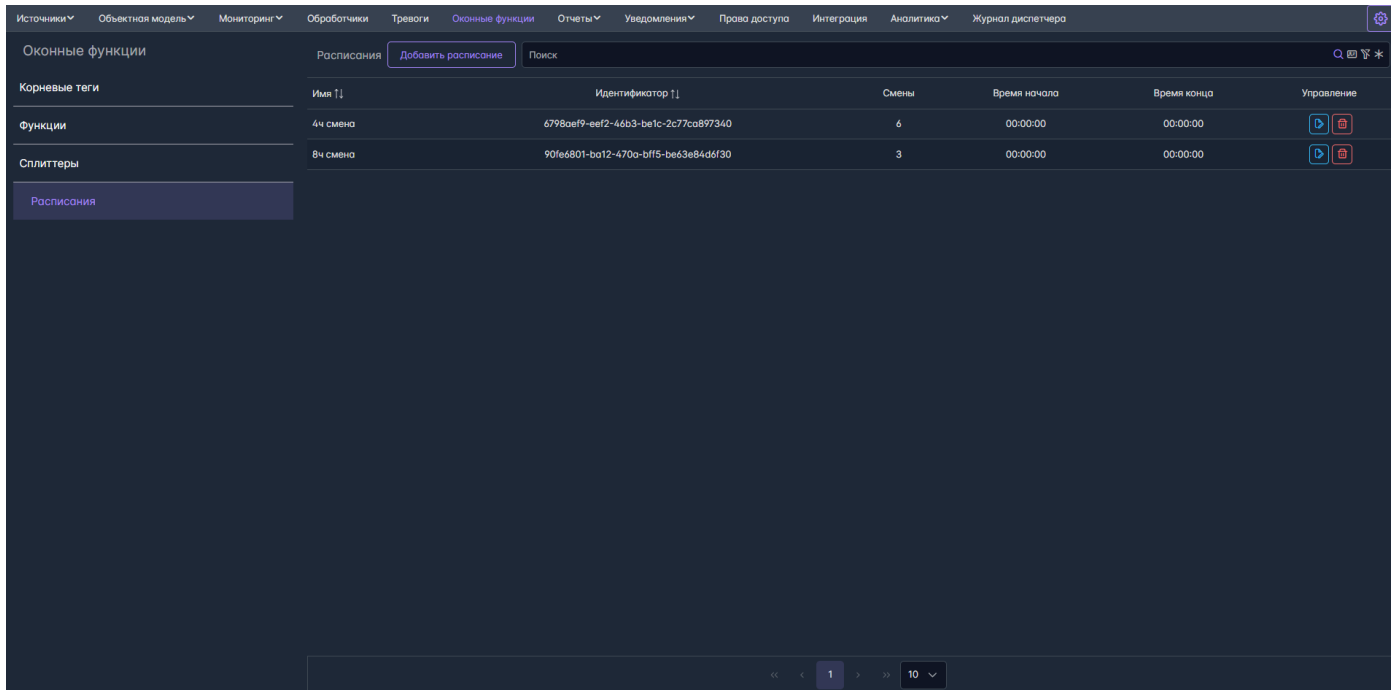 Источники Объектная модель Мониторинг Обработчики Тревоги Оконные функции Отчеты Уведомления Права доступа Интеграция Аналитика Журнал диспетчера
Оконные функции
Корневые теги
Функции
Сплиттеры
Расписания
Расписания Добавить расписание Поиск
Имя Идентификатор Смены Время начала Время конца Управление
4ч смена 6798aef9-eef2-46b3-be1c-2c77ca897340 6 00:00:00 00:00:00
8ч смена 90fe6801-ba12-470a-bff5-be63e84d6f30 3 00:00:00 00:00:00
« ‹ 1 › » 10